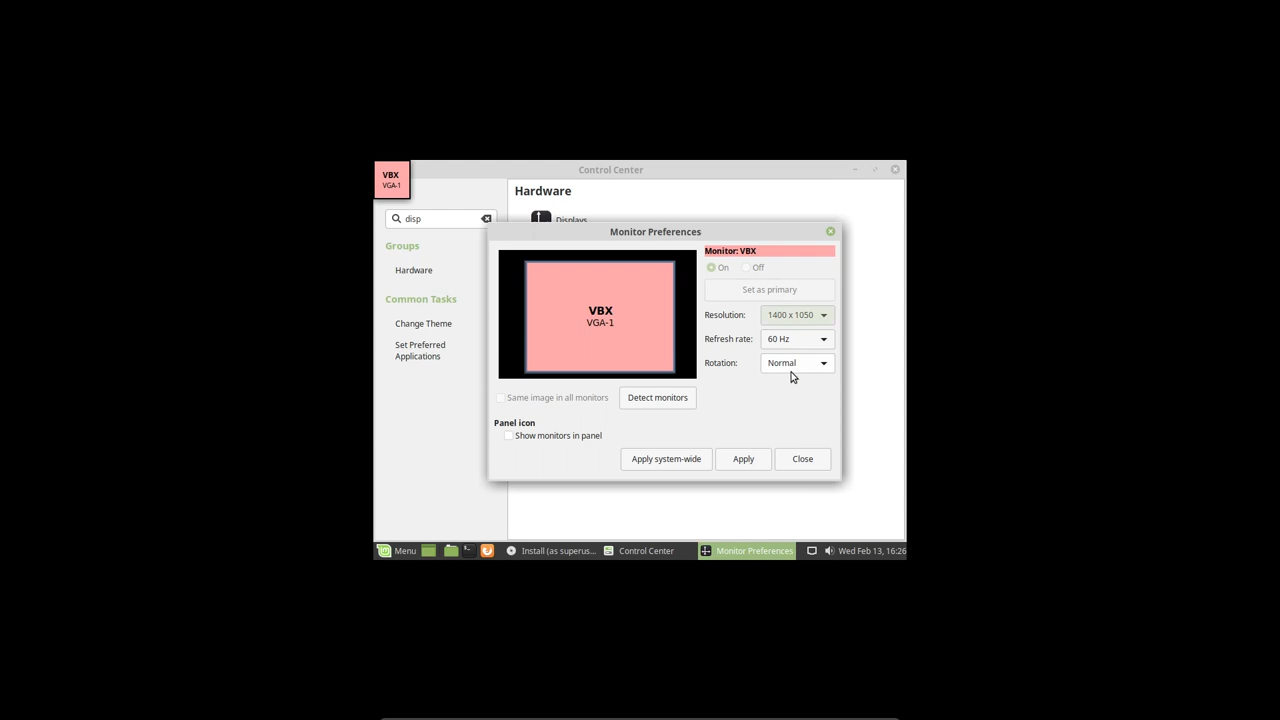 VBX
VGA-1
Control Center
disp
Groups
Hardware
Common Tasks
Change Theme
Set Preferred
Applications
Hardware
Displays
Monitor Preferences
VBX
VGA-1
Monitor: VBX
On Off
Set as primary
Resolution: 1400 x 1050
Refresh rate: 60 Hz
Rotation: Normal
Same image in all monitors Detect monitors
Panel icon
Show monitors in panel
Apply system-wide Apply Close
Menu Install (as superus... Control Center Monitor Preferences Wed Feb 13, 16:26